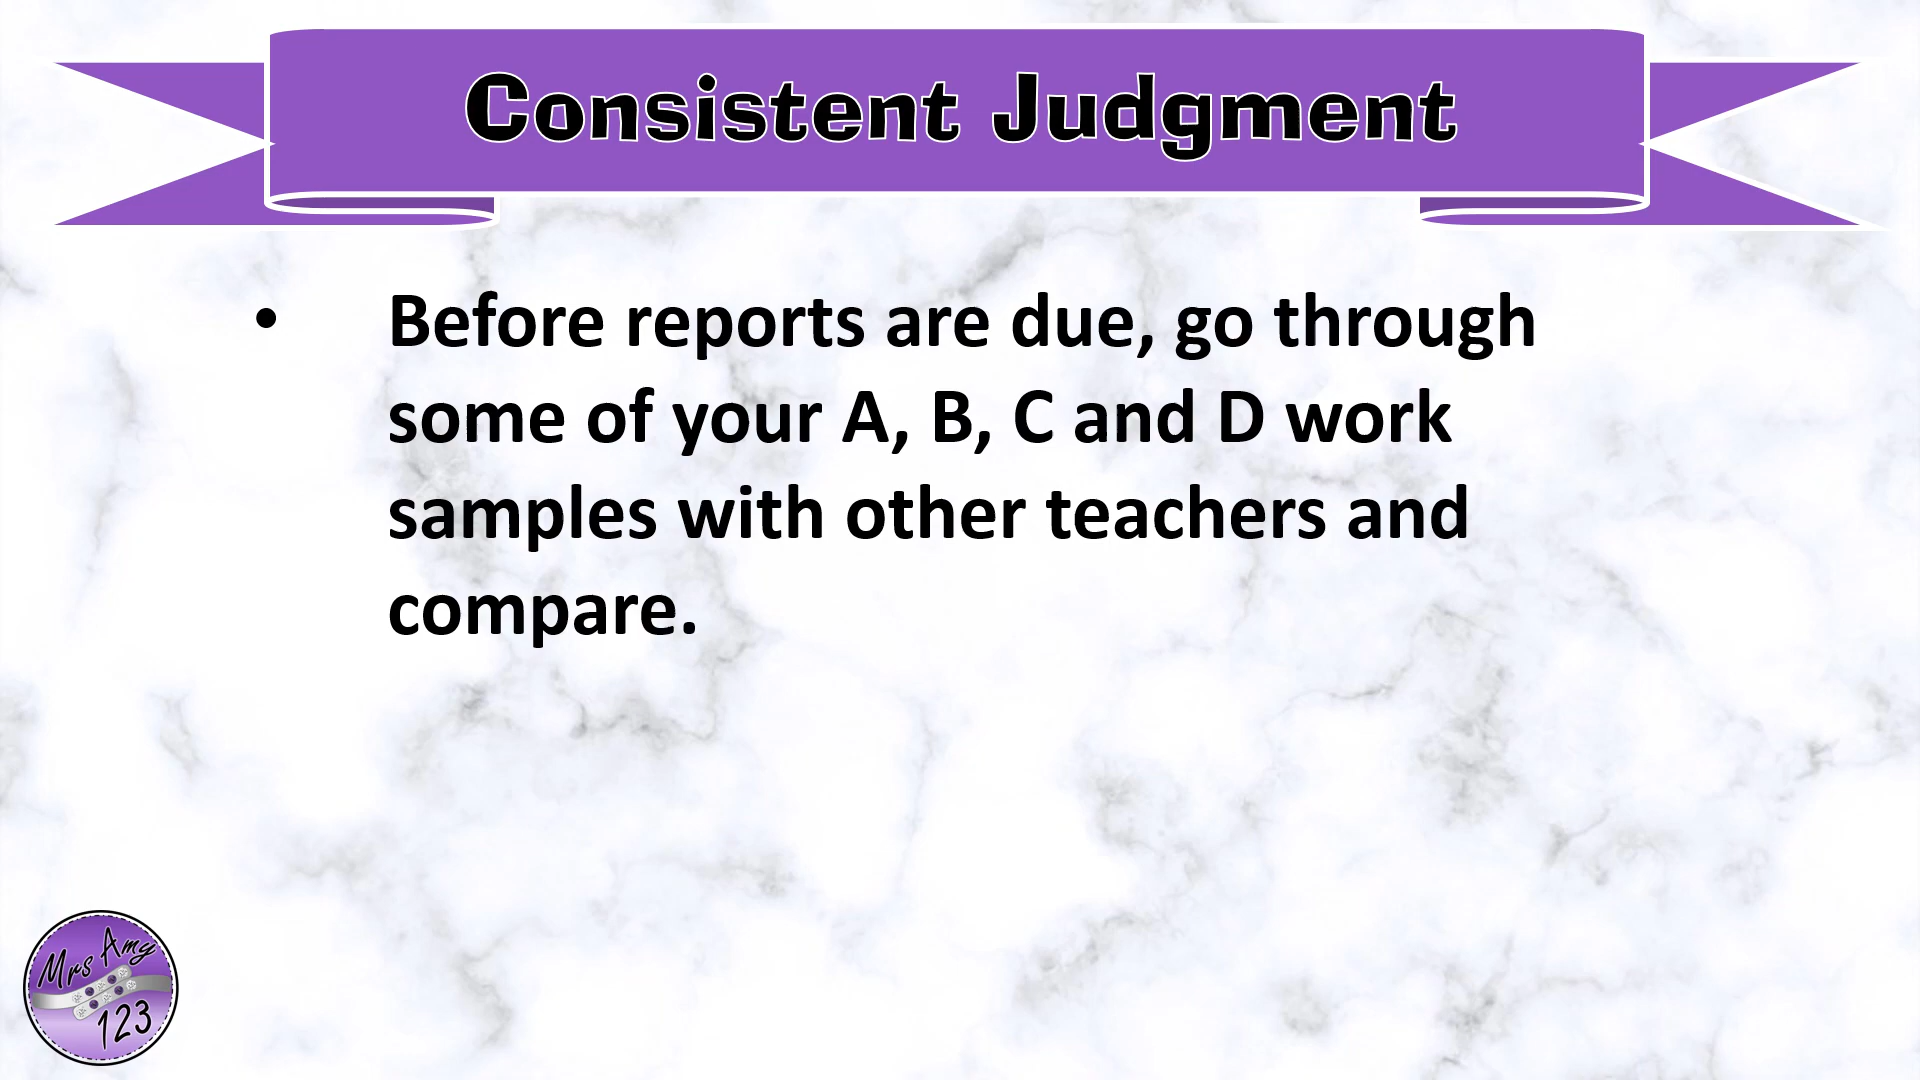 Consistent Judgment
• Before reports are due, go through
some of your A, B, C and D work
samples with other teachers and
compare.
Mrs Amy
123